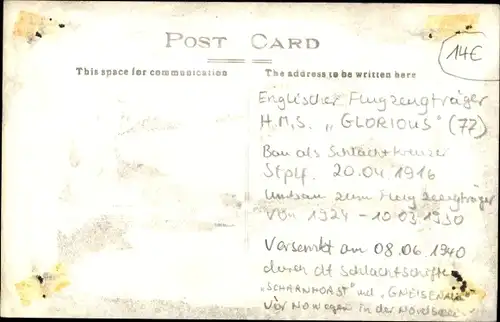 POST CARD
14€
This space for communication
The address to be written here
Englischer Flugzeugträger
H.M.S. „GLORIOUS" (77)
Bau als Schlachtkreuzer
Stplf. 20.04 1916
Umbau zum Flugzeugträger
von 1924 - 10.03 1930
Versenkt am 08.06.1940
durch dt Schlachtschiffe
„SCHARNHORST" und „GNEISENAU"
vor Norwegen in der Nordsee